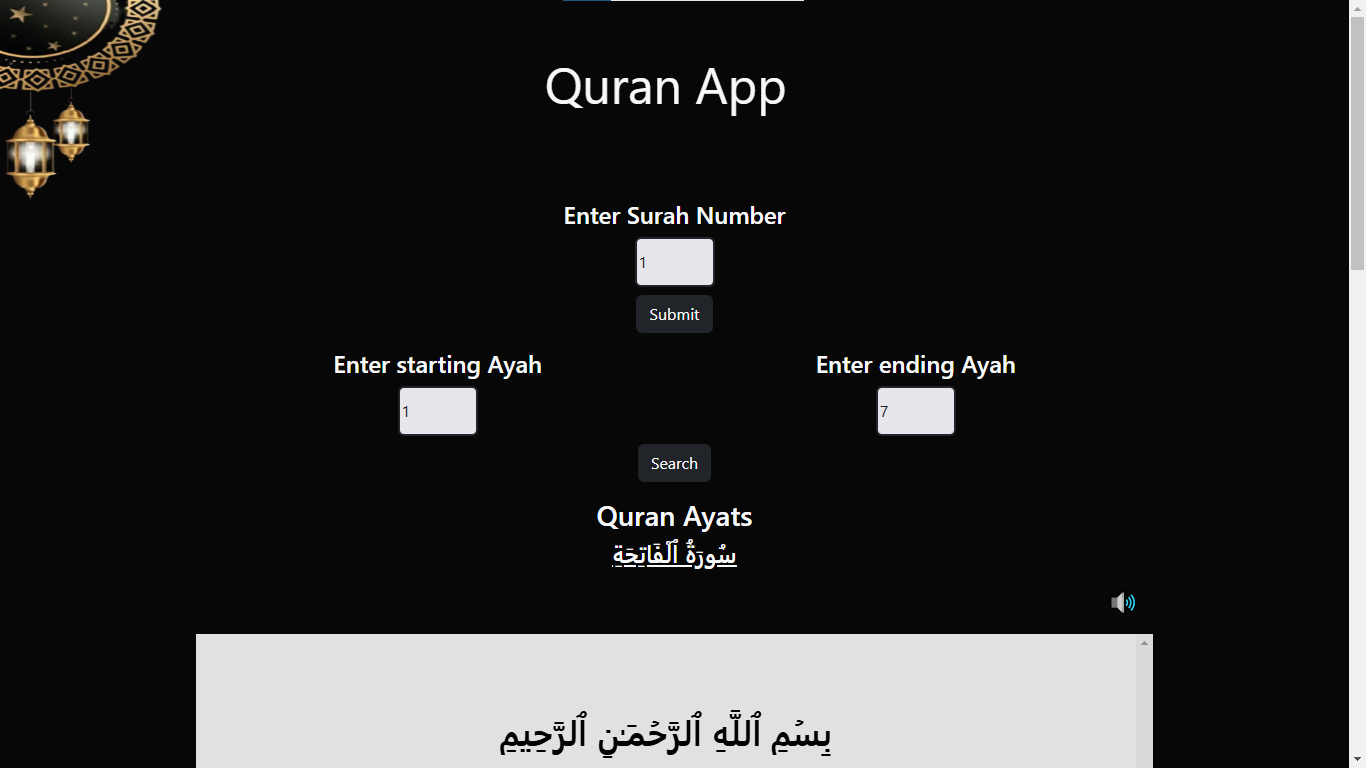 Quran App
Enter Surah Number
1
Submit
Enter starting Ayah
Enter ending Ayah
1
7
Search
Quran Ayats
سُورَةُ ٱلْفَاتِحَةِ
بِسْمِ ٱللَّهِ ٱلرَّحْمَـٰنِ ٱلرَّحِيمِ